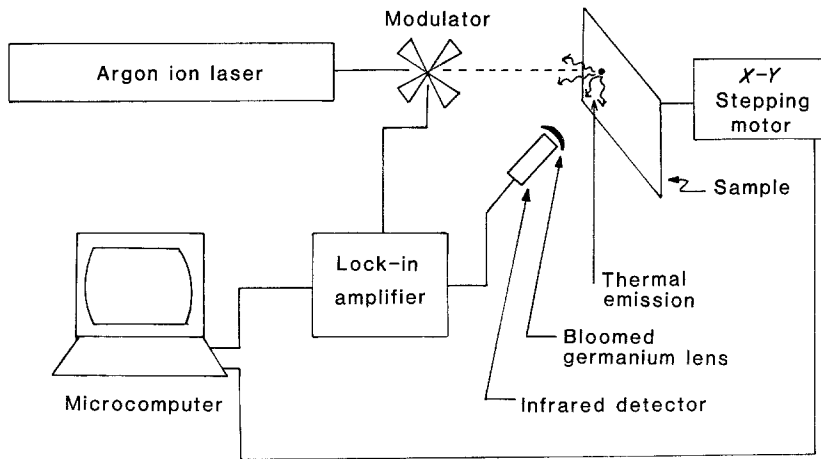 Modulator
Argon ion laser
X-Y
Stepping
motor
Sample
Lock-in
amplifier
Thermal
emission
Bloomed
germanium lens
Microcomputer
Infrared detector